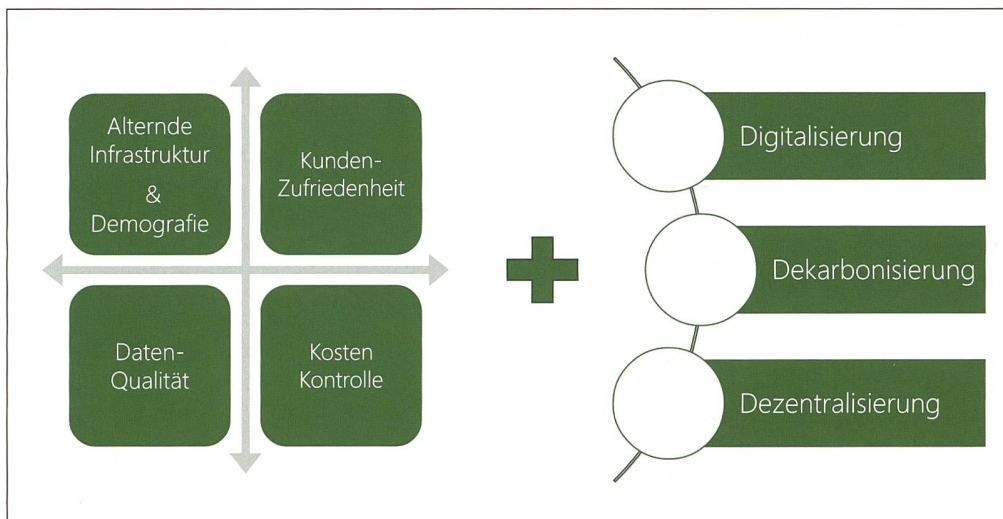 Alternde
Infrastruktur
&
Demografie
Kunden-
Zufriedenheit
Daten-
Qualität
Kosten
Kontrolle
Digitalisierung
Dekarbonisierung
Dezentralisierung